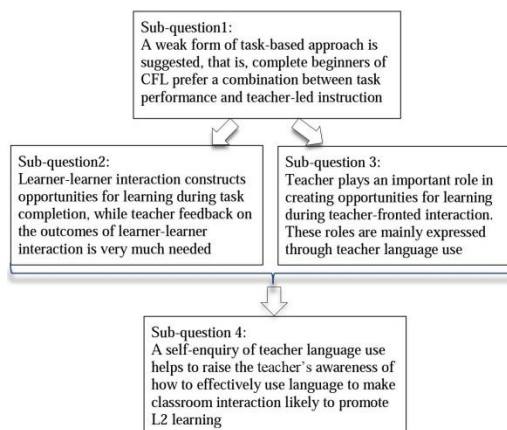 Sub-question1:
A weak form of task-based approach is
suggested, that is, complete beginners of
CFL prefer a combination between task
performance and teacher-led instruction
Sub-question2:
Learner-learner interaction constructs
opportunities for learning during task
completion, while teacher feedback on
the outcomes of learner-learner
interaction is very much needed
Sub-question 3:
Teacher plays an important role in
creating opportunities for learning
during teacher-fronted interaction.
These roles are mainly expressed
through teacher language use
Sub-question 4:
A self-enquiry of teacher language use
helps to raise the teacher's awareness of
how to effectively use language to make
classroom interaction likely to promote
L2 learning